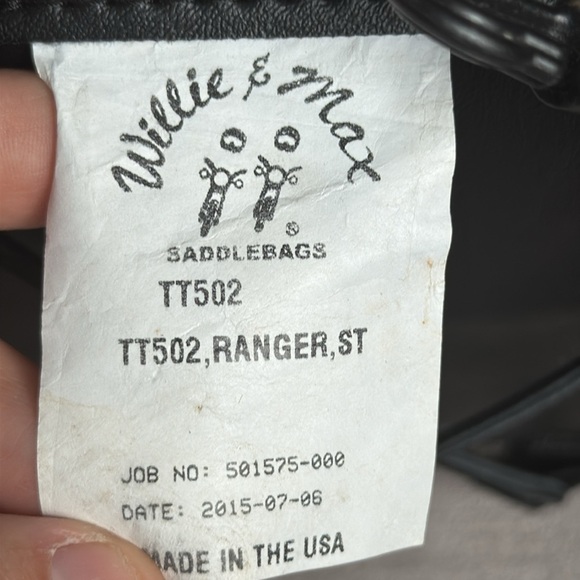 Willie & Max
®
SADDLEBAGS
TT502
TT502,RANGER,ST
JOB NO: 501575-000
DATE: 2015-07-06
MADE IN THE USA